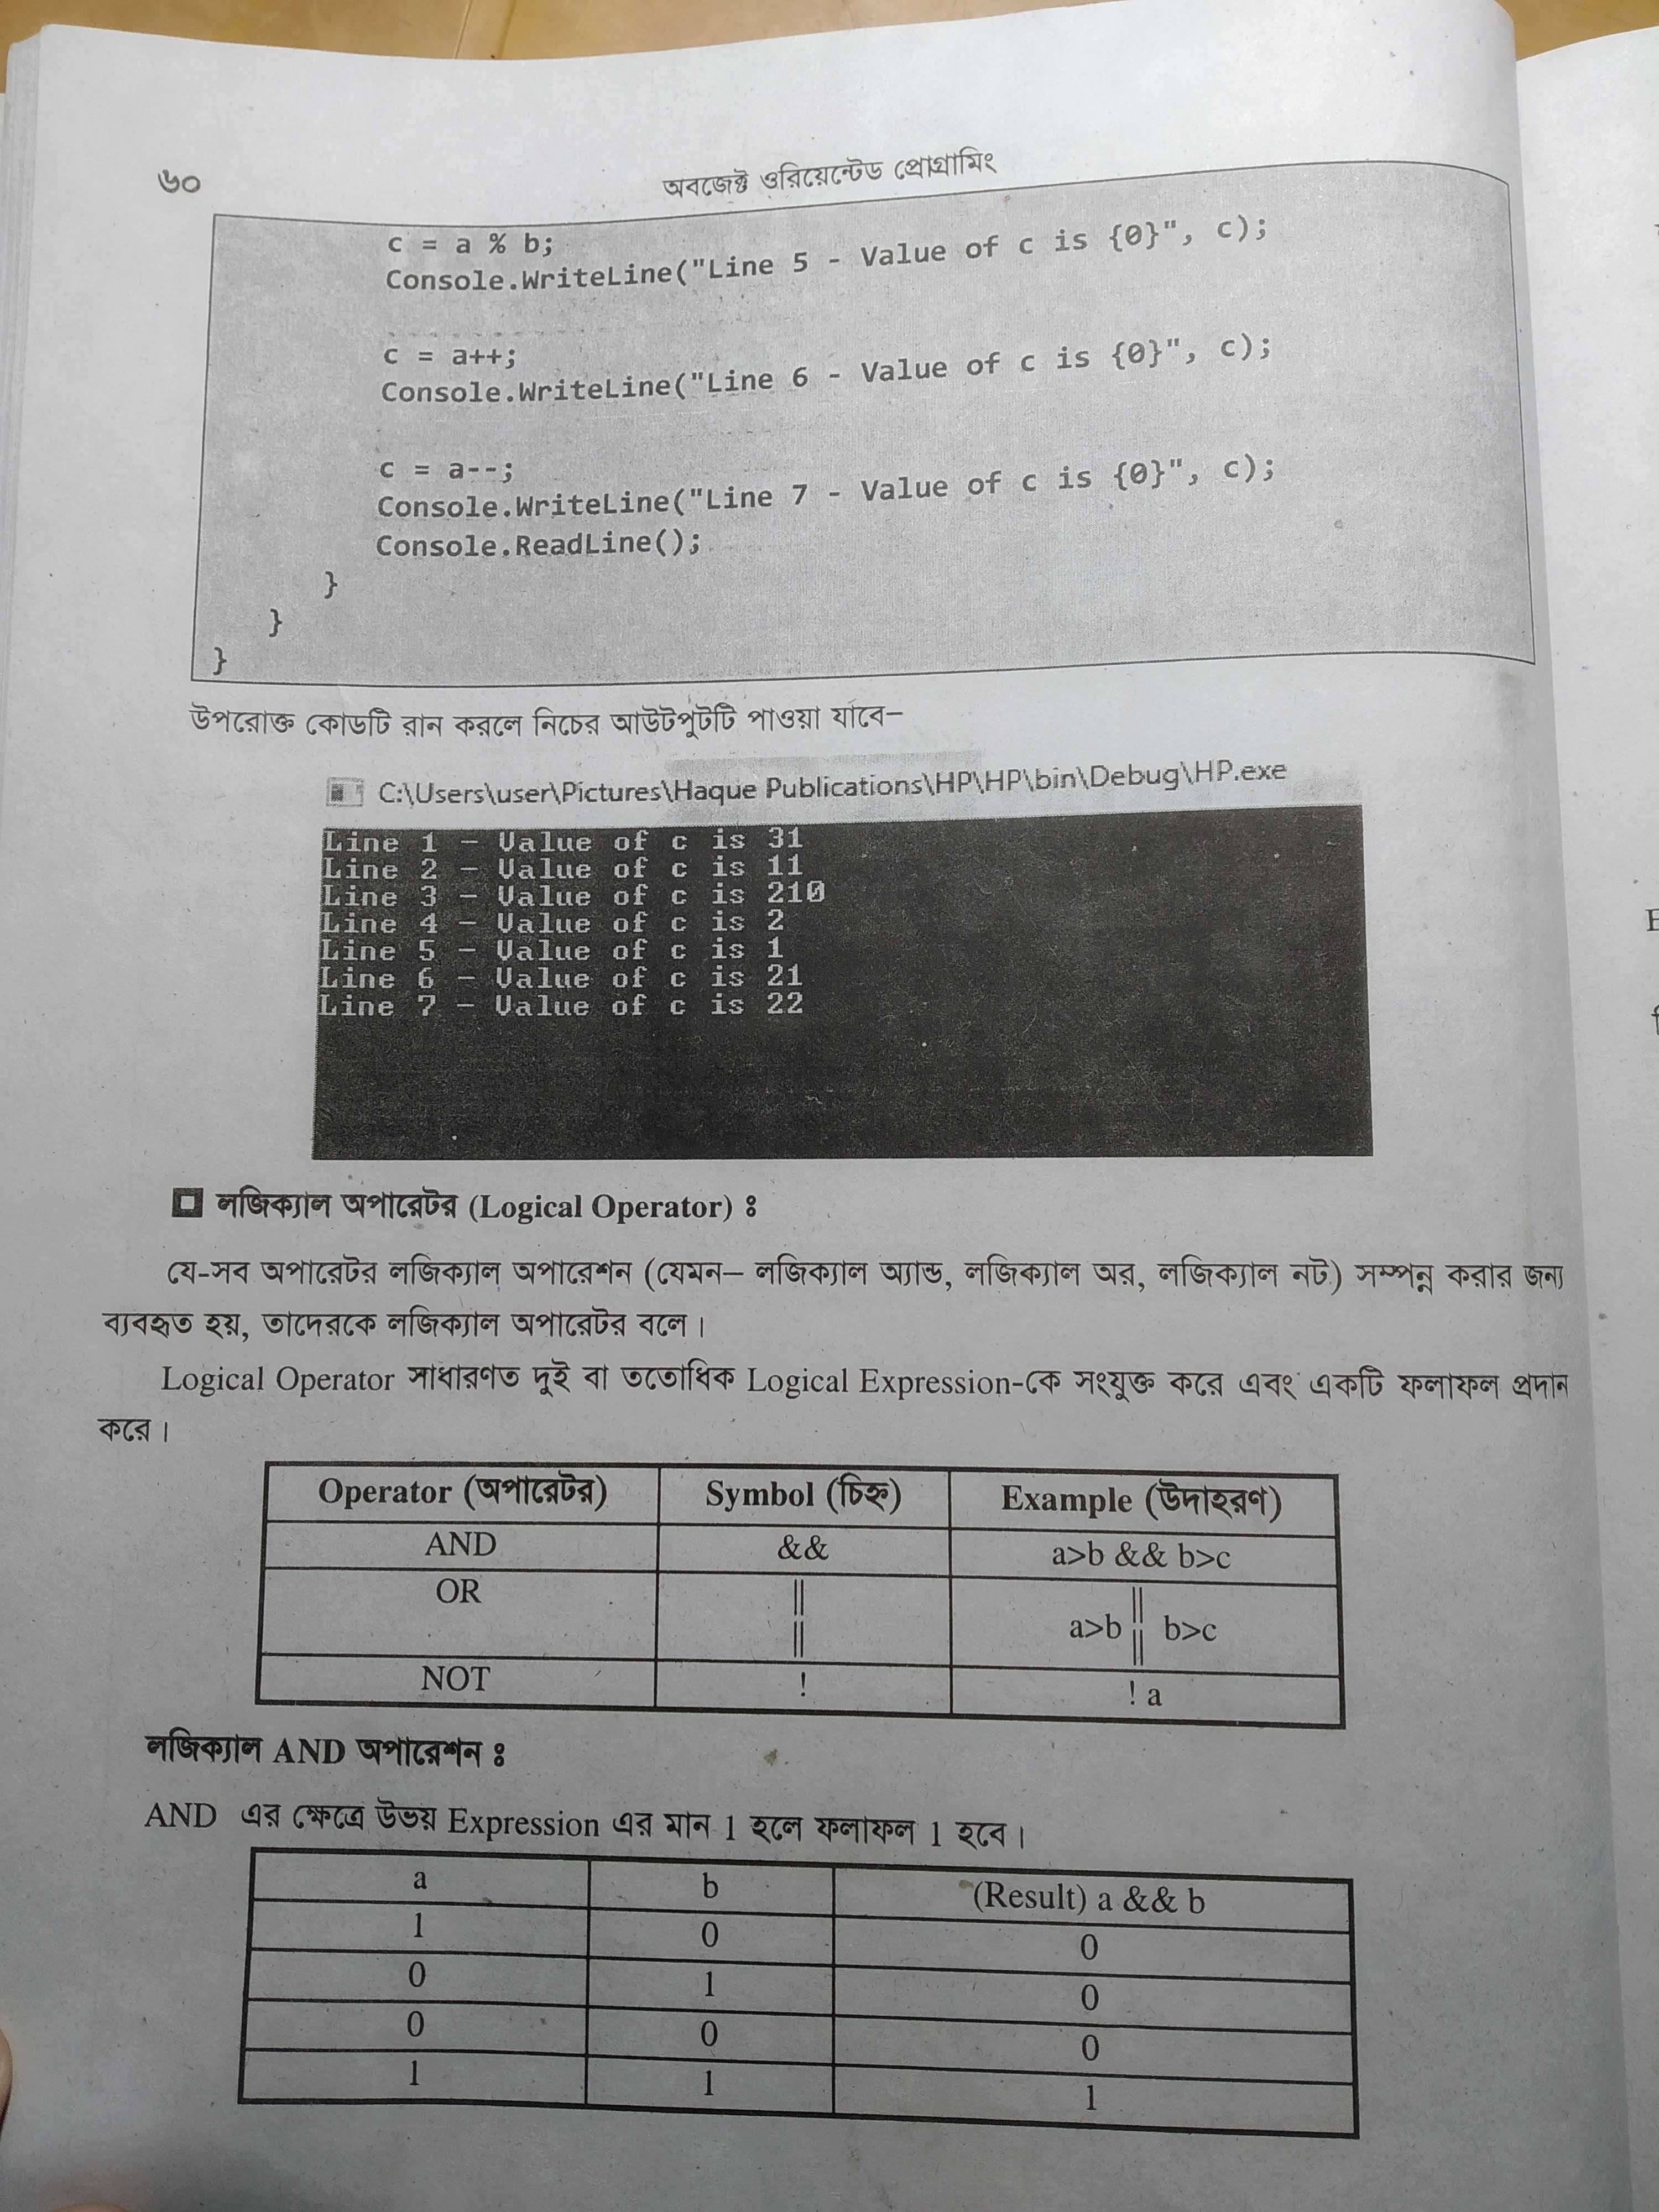 ৬০
অবজেক্ট ওরিয়েন্টেড প্রোগ্রামিং
c = a % b;
Console.WriteLine("Line 5 - Value of c is {0}", c);
c = a++;
Console.WriteLine("Line 6 - Value of c is {0}", c);
c = a--;
Console.WriteLine("Line 7 - Value of c is {0}", c);
Console.ReadLine();
}
}
}
উপরোক্ত কোডটি রান করলে নিচের আউটপুটটি পাওয়া যাবে–
C:\Users\user\Pictures\Haque Publications\HP\HP\bin\Debug\HP.exe
Line 1 - Value of c is 31
Line 2 - Value of c is 11
Line 3 - Value of c is 210
Line 4 - Value of c is 2
Line 5 - Value of c is 1
Line 6 - Value of c is 21
Line 7 - Value of c is 22
লজিক্যাল অপারেটর (Logical Operator) ঃ
যে-সব অপারেটর লজিক্যাল অপারেশন (যেমন– লজিক্যাল অ্যান্ড, লজিক্যাল অর, লজিক্যাল নট) সম্পন্ন করার জন্য
ব্যবহৃত হয়, তাদেরকে লজিক্যাল অপারেটর বলে।
Logical Operator সাধারণত দুই বা ততোধিক Logical Expression-কে সংযুক্ত করে এবং একটি ফলাফল প্রদান
করে।
Operator (অপারেটর) Symbol (চিহ্ন) Example (উদাহরণ)
AND && a>b && b>c
OR || a>b || b>c
NOT ! ! a
লজিক্যাল AND অপারেশন ঃ
AND এর ক্ষেত্রে উভয় Expression এর মান 1 হলে ফলাফল 1 হবে।
a b (Result) a && b
1 0 0
0 1 0
0 0 0
1 1 1